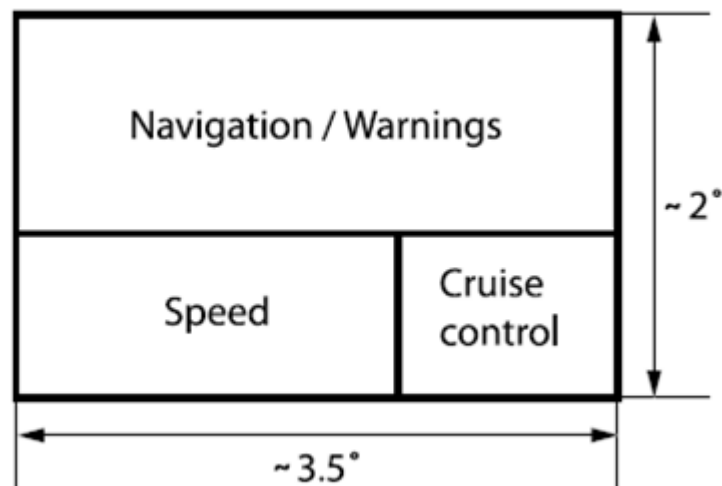 Navigation / Warnings
~ 2°
Speed
Cruise
control
~ 3.5°